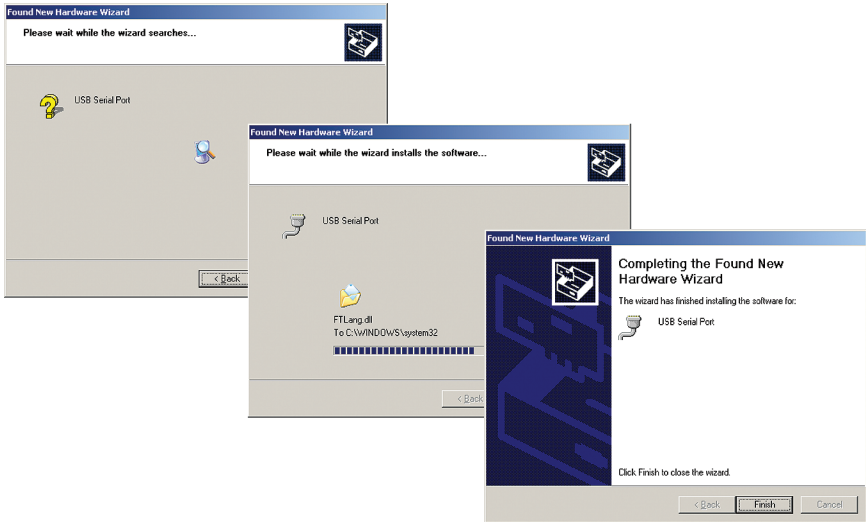 Found New Hardware Wizard
Please wait while the wizard searches...
USB Serial Port
< Back
Found New Hardware Wizard
Please wait while the wizard installs the software...
USB Serial Port
FTLang.dll
To C:\WINDOWS\system32
< Back
Found New Hardware Wizard
Completing the Found New
Hardware Wizard
The wizard has finished installing the software for:
USB Serial Port
Click Finish to close the wizard.
< Back
Finish
Cancel